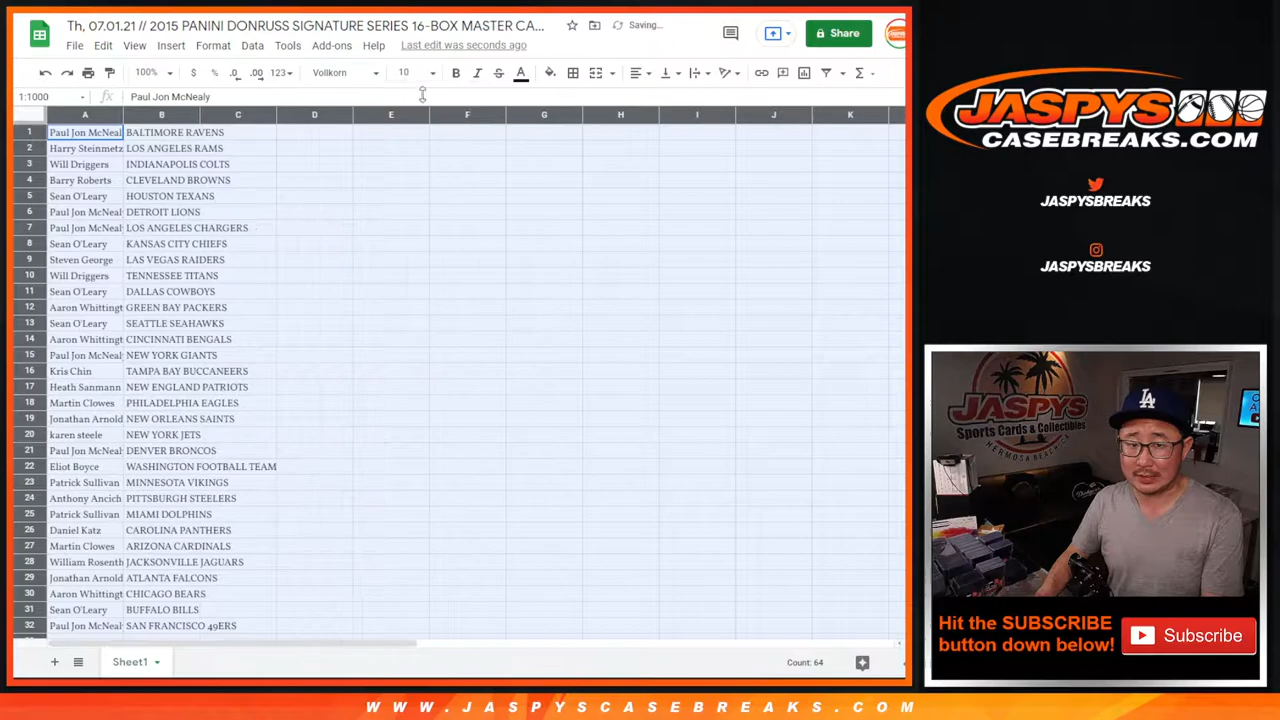 Th, 07.01.21 // 2015 PANINI DONRUSS SIGNATURE SERIES 16-BOX MASTER CA...
Saving...
File Edit View Insert Format Data Tools Add-ons Help Last edit was seconds ago
Share
100% $ % .0 .00 123 Vollkorn 10 B I S A
1:1000 fx Paul Jon McNealy
A B C D E F G H I J K
1 Paul Jon McNeal BALTIMORE RAVENS
2 Harry Steinmetz LOS ANGELES RAMS
3 Will Driggers INDIANAPOLIS COLTS
4 Barry Roberts CLEVELAND BROWNS
5 Sean O'Leary HOUSTON TEXANS
6 Paul Jon McNeal DETROIT LIONS
7 Paul Jon McNeal LOS ANGELES CHARGERS
8 Sean O'Leary KANSAS CITY CHIEFS
9 Steven George LAS VEGAS RAIDERS
10 Will Driggers TENNESSEE TITANS
11 Sean O'Leary DALLAS COWBOYS
12 Aaron Whittingt GREEN BAY PACKERS
13 Sean O'Leary SEATTLE SEAHAWKS
14 Aaron Whittingt CINCINNATI BENGALS
15 Paul Jon McNealy NEW YORK GIANTS
16 Kris Chin TAMPA BAY BUCCANEERS
17 Heath Sanmann NEW ENGLAND PATRIOTS
18 Martin Clowes PHILADELPHIA EAGLES
19 Jonathan Arnold NEW ORLEANS SAINTS
20 karen steele NEW YORK JETS
21 Paul Jon McNeal DENVER BRONCOS
22 Eliot Boyce WASHINGTON FOOTBALL TEAM
23 Patrick Sullivan MINNESOTA VIKINGS
24 Anthony Ancich PITTSBURGH STEELERS
25 Patrick Sullivan MIAMI DOLPHINS
26 Daniel Katz CAROLINA PANTHERS
27 Martin Clowes ARIZONA CARDINALS
28 William Rosenth JACKSONVILLE JAGUARS
29 Jonathan Arnold ATLANTA FALCONS
30 Aaron Whittingt CHICAGO BEARS
31 Sean O'Leary BUFFALO BILLS
32 Paul Jon McNeal SAN FRANCISCO 49ERS
Sheet1
Count: 64
JASPYS
CASEBREAKS.COM
JASPYSBREAKS
JASPYSBREAKS
JASPYS
Sports Cards & Collectibles
HERMOSA BEACH
LA
Hit the SUBSCRIBE
button down below!
Subscribe
WWW.JASPYSCASEBREAKS.COM